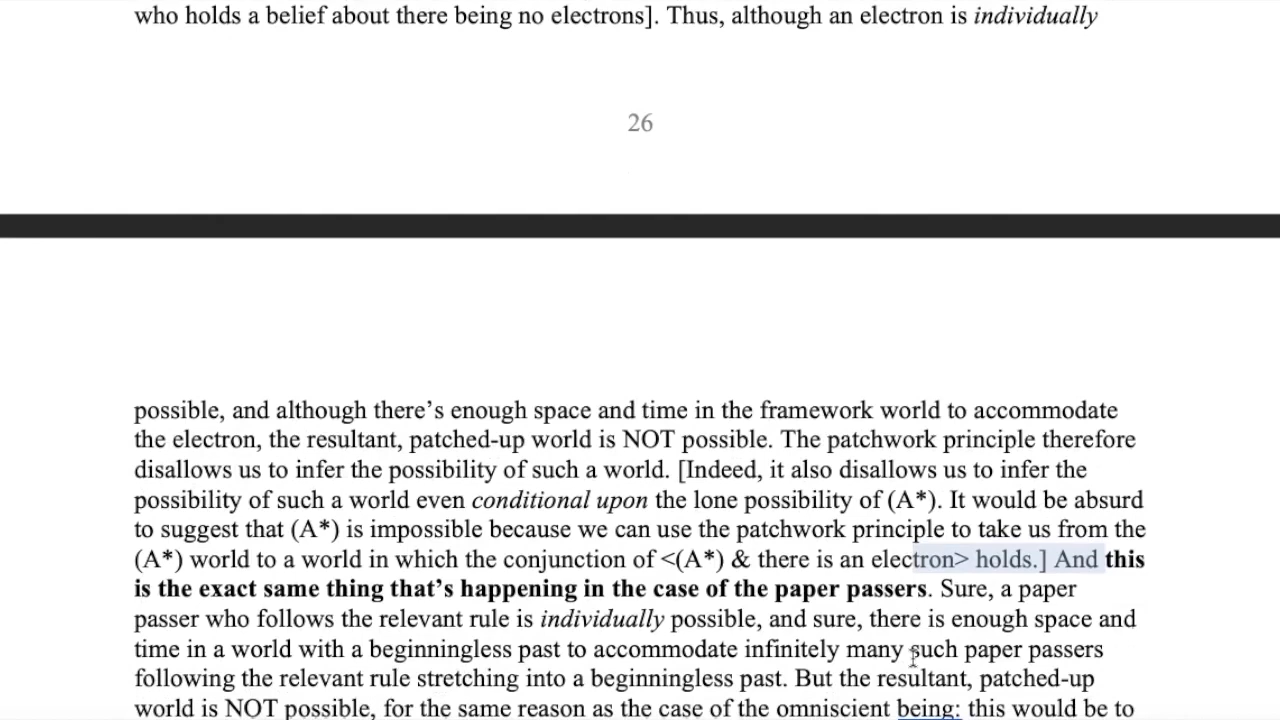 who holds a belief about there being no electrons]. Thus, although an electron is individually
26
possible, and although there’s enough space and time in the framework world to accommodate
the electron, the resultant, patched-up world is NOT possible. The patchwork principle therefore
disallows us to infer the possibility of such a world. [Indeed, it also disallows us to infer the
possibility of such a world even conditional upon the lone possibility of (A*). It would be absurd
to suggest that (A*) is impossible because we can use the patchwork principle to take us from the
(A*) world to a world in which the conjunction of <(A*) & there is an electron> holds.] And this
is the exact same thing that’s happening in the case of the paper passers. Sure, a paper
passer who follows the relevant rule is individually possible, and sure, there is enough space and
time in a world with a beginningless past to accommodate infinitely many such paper passers
following the relevant rule stretching into a beginningless past. But the resultant, patched-up
world is NOT possible, for the same reason as the case of the omniscient being: this would be to